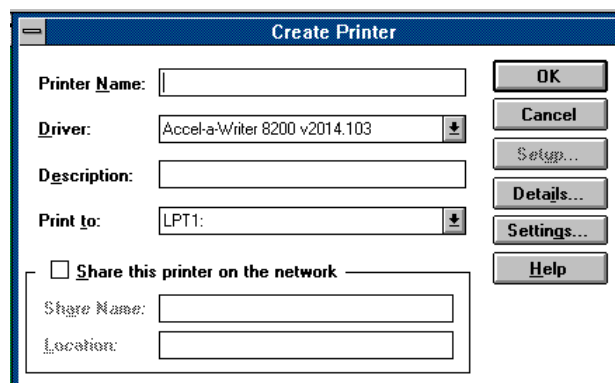 Create Printer
Printer Name:
OK
Driver:
Accel-a-Writer 8200 v2014.103
Cancel
Setup...
Description:
Details...
Print to:
LPT1:
Settings...
Share this printer on the network
Help
Share Name:
Location: